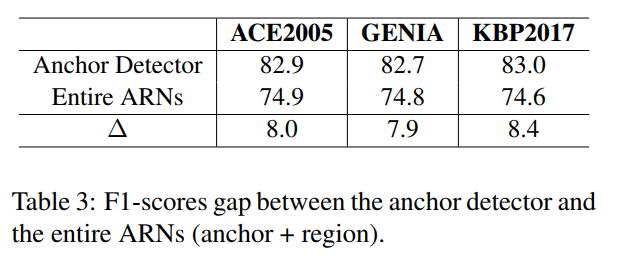 ACE2005 GENIA KBP2017
Anchor Detector 82.9 82.7 83.0
Entire ARNs 74.9 74.8 74.6
Δ 8.0 7.9 8.4
Table 3: F1-scores gap between the anchor detector and
the entire ARNs (anchor + region).